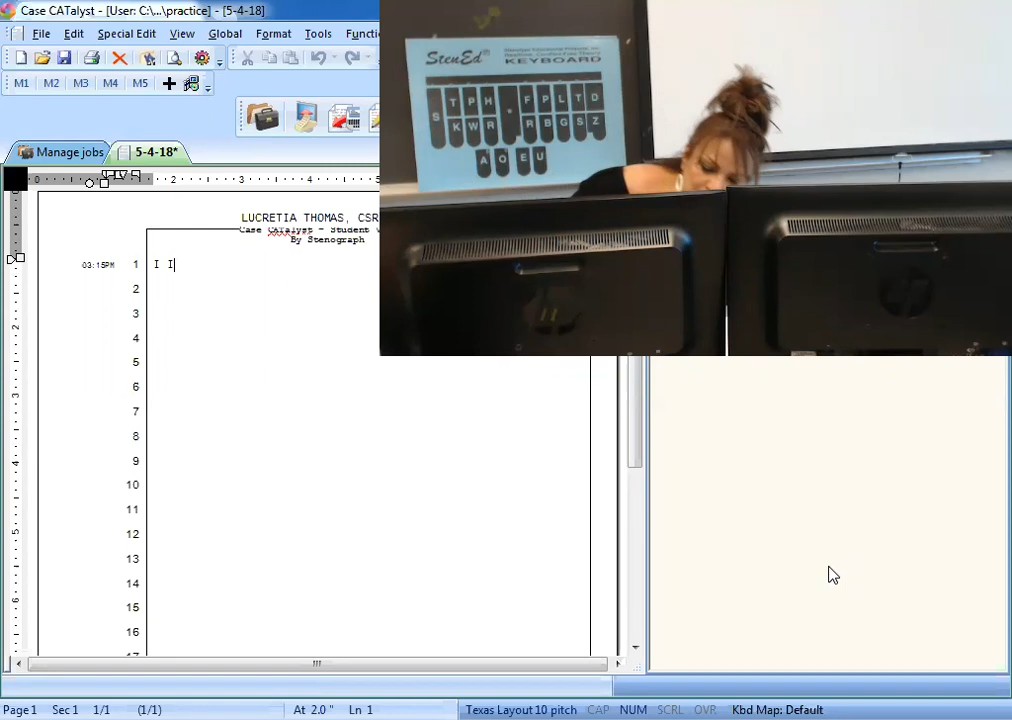 Case CATalyst - [User: C:\...\practice] - [5-4-18]
File Edit Special Edit View Global Format Tools Functi
M1 M2 M3 M4 M5
Manage jobs 5-4-18*
0 2 5
LUCRETIA THOMAS, CSR
Case CATalyst - Student V
By Stenograph
03:15PM 1 I I
2
3
4
5
6
7
8
9
10
11
12
13
14
15
16
StenEd®
KEYBOARD
S T P H * F P L T D
K W R R B G S Z
A O E U
Page 1 Sec 1 1/1 (1/1) At 2.0 " Ln 1 Texas Layout 10 pitch CAP NUM SCRL OVR Kbd Map: Default